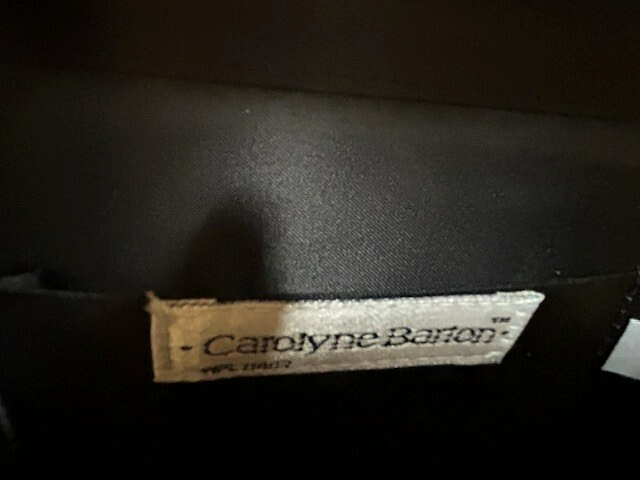 · Carolyne Barton ™ ·